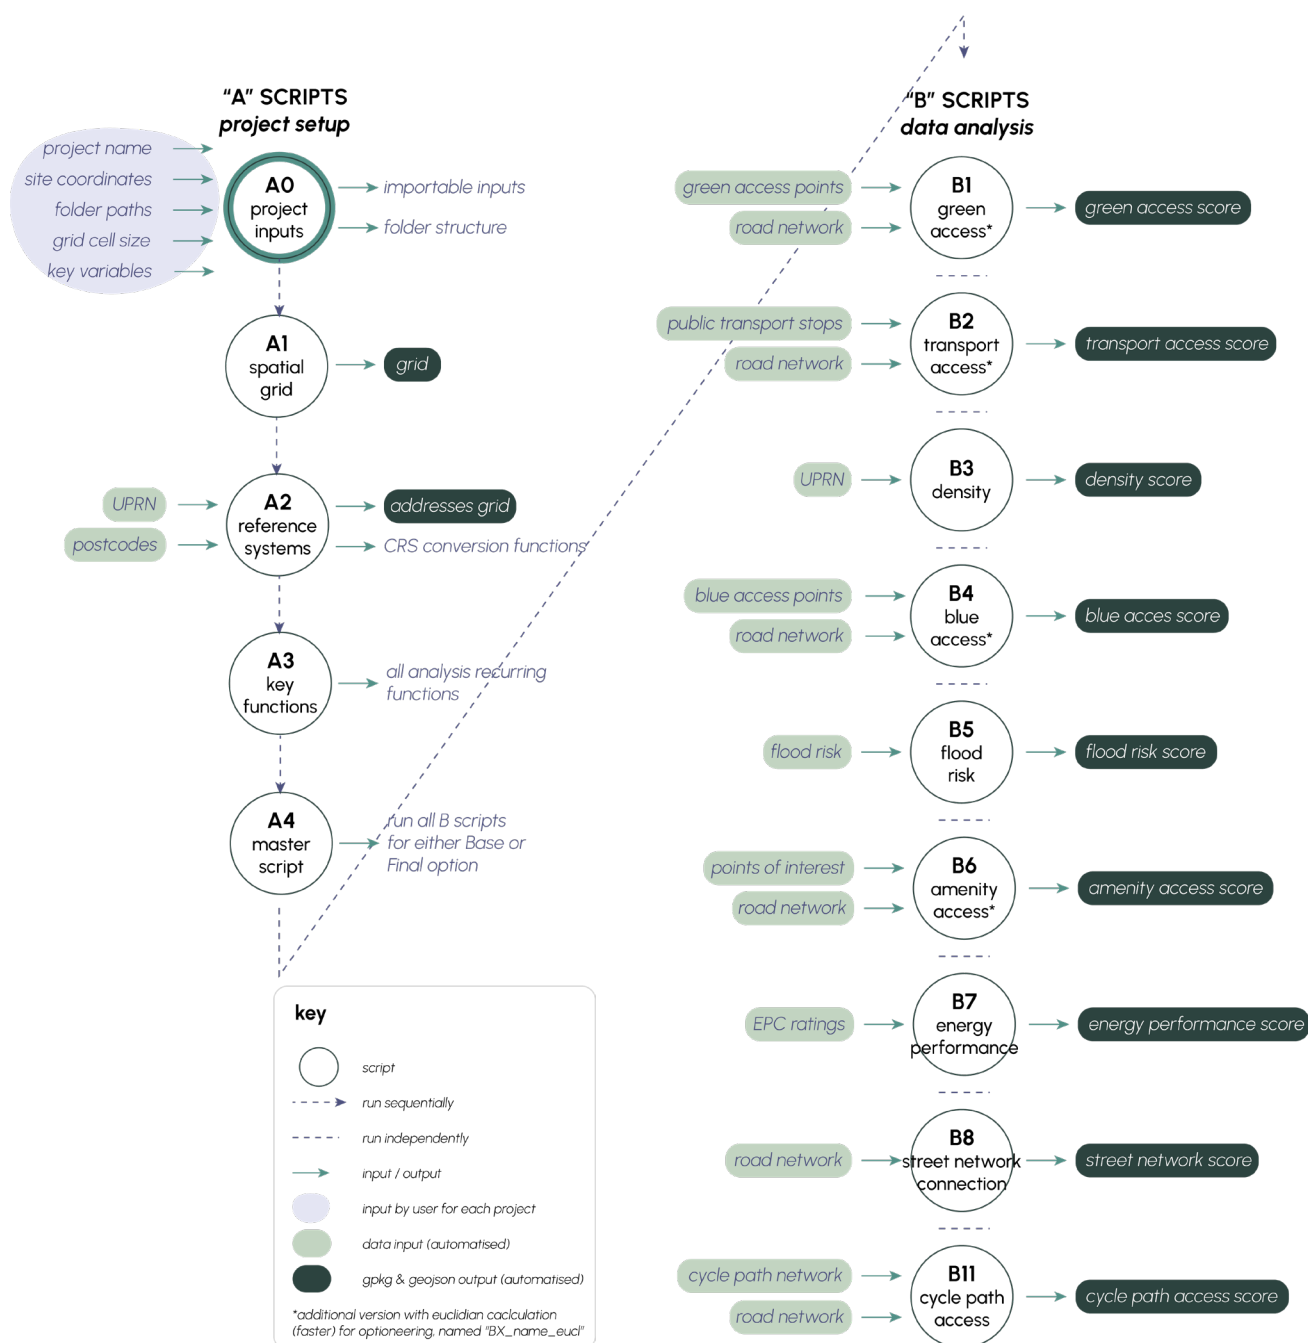 “A” SCRIPTS
project setup
project name
site coordinates
folder paths
grid cell size
key variables
A0
project
inputs
importable inputs
folder structure
A1
spatial
grid
grid
UPRN
postcodes
A2
reference
systems
addresses grid
CRS conversion functions
A3
key
functions
all analysis recurring
functions
A4
master
script
run all B scripts
for either Base or
Final option
key
script
run sequentially
run independently
input / output
input by user for each project
data input (automatised)
gpkg & geojson output (automatised)
*additional version with euclidian caclculation
(faster) for optioneering, named “BX_name_eucl”
“B” SCRIPTS
data analysis
green access points
road network
B1
green
access*
green access score
public transport stops
road network
B2
transport
access*
transport access score
UPRN
B3
density
density score
blue access points
road network
B4
blue
access*
blue acces score
flood risk
B5
flood
risk
flood risk score
points of interest
road network
B6
amenity
access*
amenity access score
EPC ratings
B7
energy
performance
energy performance score
road network
B8
street network
connection
street network score
cycle path network
road network
B11
cycle path
access
cycle path access score